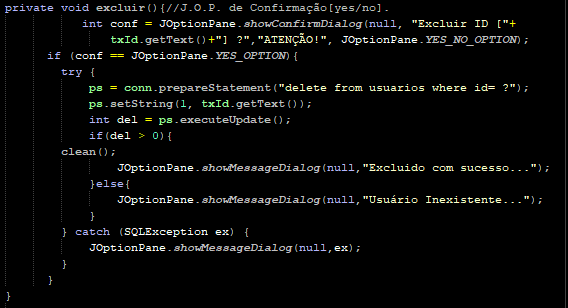 private void excluir(){//J.O.P. de Confirmação[yes/no].
int conf = JOptionPane.showConfirmDialog(null, "Excluir ID ["+
txId.getText()+"] ?","ATENÇÃO!", JOptionPane.YES_NO_OPTION);
if (conf == JOptionPane.YES_OPTION){
try {
ps = conn.prepareStatement("delete from usuarios where id= ?");
ps.setString(1, txId.getText());
int del = ps.executeUpdate();
if(del > 0){
clean();
JOptionPane.showMessageDialog(null,"Excluido com sucesso...");
}else{
JOptionPane.showMessageDialog(null,"Usuário Inexistente...");
}
} catch (SQLException ex) {
JOptionPane.showMessageDialog(null,ex);
}
}
}